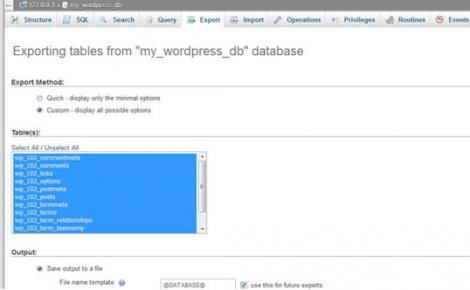 127.0.0.1 » my_wordpress_db
Structure SQL Search Query Export Import Operations Privileges Routines Events
Exporting tables from "my_wordpress_db" database
Export Method:
Quick - display only the minimal options
Custom - display all possible options
Table(s):
Select All / Unselect All
wp_102_commentmeta
wp_102_comments
wp_102_links
wp_102_options
wp_102_postmeta
wp_102_posts
wp_102_termmeta
wp_102_terms
wp_102_term_relationships
wp_102_term_taxonomy
Output:
Save output to a file
File name template: @DATABASE@ use this for future exports